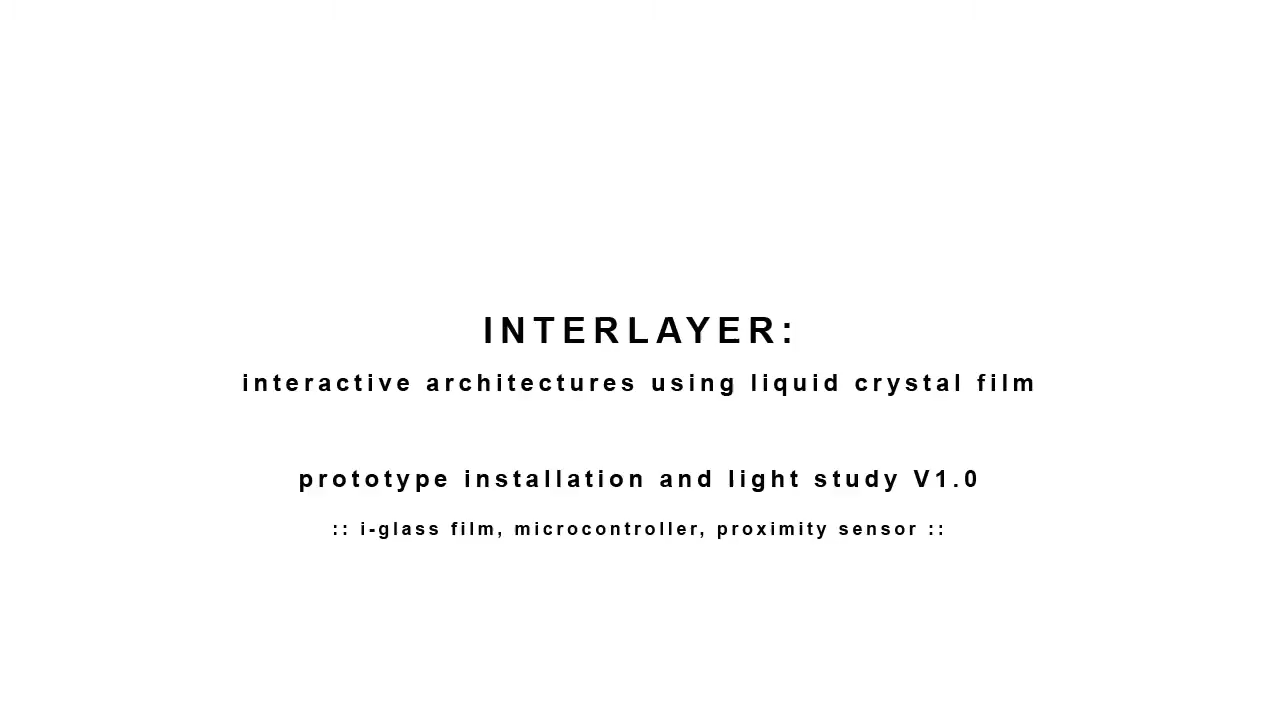 INTERLAYER:
interactive architectures using liquid crystal film
prototype installation and light study V1.0
:: i-glass film, microcontroller, proximity sensor ::